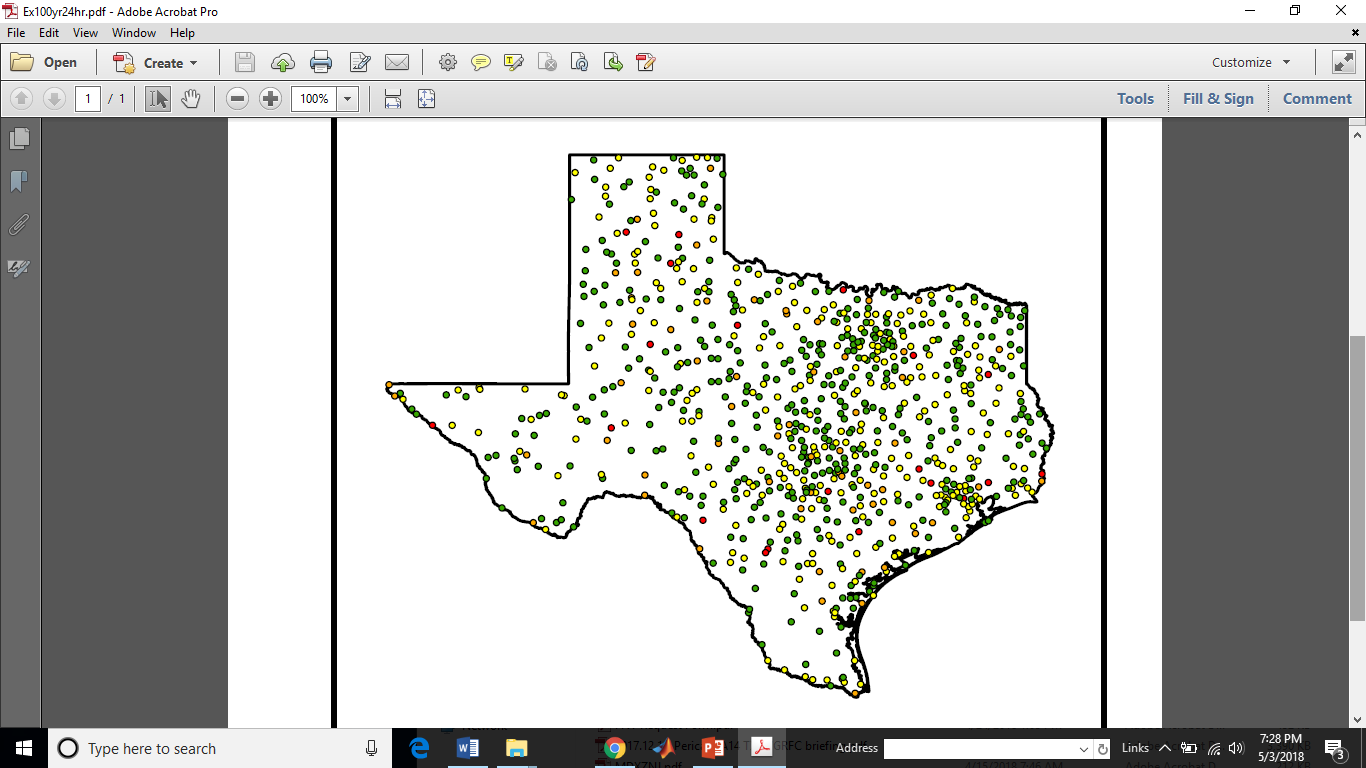 Ex100yr24hr.pdf - Adobe Acrobat Pro
File Edit View Window Help
Open Create Customize
1 / 1 100% Tools Fill & Sign Comment
Type here to search Address Links 7:28 PM
5/3/2018
3